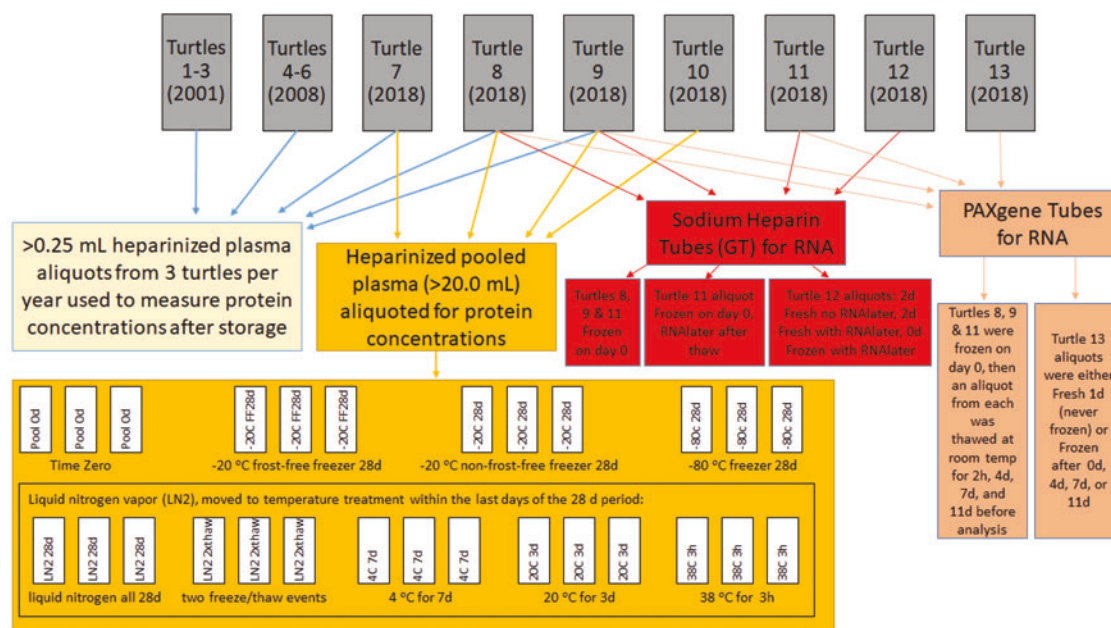 Turtles
1-3
(2001)
Turtles
4-6
(2008)
Turtle
7
(2018)
Turtle
8
(2018)
Turtle
9
(2018)
Turtle
10
(2018)
Turtle
11
(2018)
Turtle
12
(2018)
Turtle
13
(2018)
>0.25 mL heparinized plasma
aliquots from 3 turtles per
year used to measure protein
concentrations after storage
Heparinized pooled
plasma (>20.0 mL)
aliquoted for protein
concentrations
Sodium Heparin
Tubes (GT) for RNA
PAXgene Tubes
for RNA
Turtles 8,
9 & 11
Frozen
on day 0
Turtle 11 aliquot
Frozen on day 0,
RNAlater after
thaw
Turtle 12 aliquots: 2d
Fresh no RNAlater, 2d
Fresh with RNAlater, 0d
Frozen with RNAlater
Turtles 8, 9
& 11 were
frozen on
day 0, then
an aliquot
from each
was
thawed at
room temp
for 2h, 4d,
7d, and
11d before
analysis
Turtle 13
aliquots
were either
Fresh 1d
(never
frozen) or
Frozen
after 0d,
4d, 7d, or
11d
Pool 0d
Pool 0d
Pool 0d
Time Zero
-20C FF28d
-20C FF28d
-20C FF28d
-20 °C frost-free freezer 28d
-20C 28d
-20C 28d
-20C 28d
-20 °C non-frost-free freezer 28d
-80c 28d
-80C 28d
-80c 28d
-80 °C freezer 28d
Liquid nitrogen vapor (LN2), moved to temperature treatment within the last days of the 28 d period:
LN2 28d
LN2 28d
LN2 28d
liquid nitrogen all 28d
LN2 2xthaw
LN2 2xthaw
LN2 2xthaw
two freeze/thaw events
4C 7d
4C 7d
4C 7d
4 °C for 7d
20C 3d
20C 3d
20C 3d
20 °C for 3d
38C 3h
38C 3h
38C 3h
38 °C for 3h